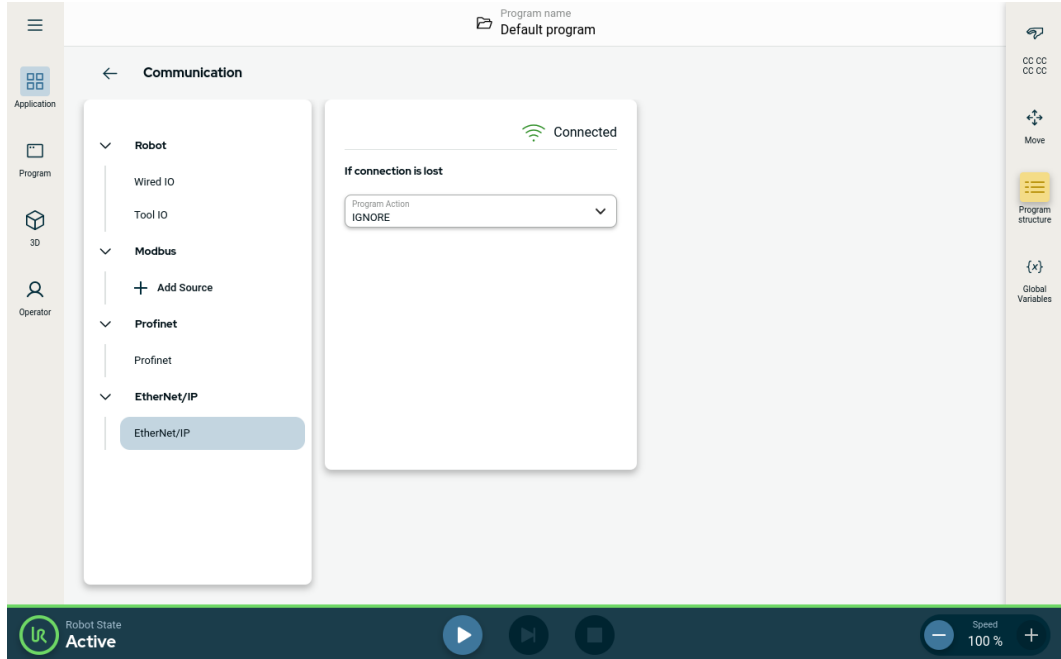 Program name
Default program
Application
Program
3D
Operator
Communication
Robot
Wired IO
Tool IO
Modbus
Add Source
Profinet
Profinet
EtherNet/IP
EtherNet/IP
Connected
If connection is lost
Program Action
IGNORE
CC CC
CC CC
Move
Program
structure
{x}
Global
Variables
UR
Robot State
Active
Speed
100 %